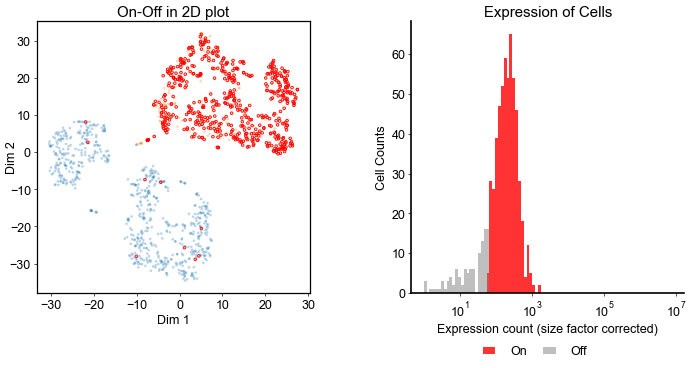 On-Off in 2D plot
Expression of Cells
30
20
10
0
−10
−20
−30
Dim 2
−30 −20 −10 0 10 20 30
Dim 1
60
50
40
30
20
10
0
Cell Counts
10^1 10^3 10^5 10^7
Expression count (size factor corrected)
On Off